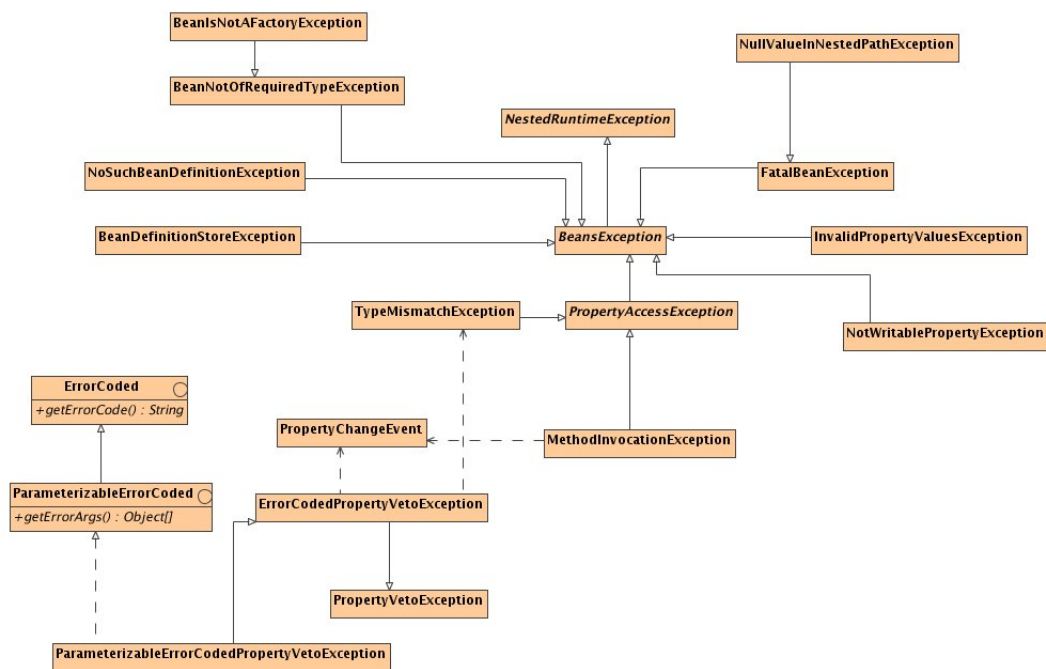 BeanIsNotAFactoryException
NullValueInNestedPathException
BeanNotOfRequiredTypeException
NestedRuntimeException
NoSuchBeanDefinitionException
FatalBeanException
BeanDefinitionStoreException
BeansException
InvalidPropertyValuesException
TypeMismatchException
PropertyAccessException
NotWritablePropertyException
ErrorCoded
+getErrorCode() : String
PropertyChangeEvent
MethodInvocationException
ParameterizableErrorCoded
+getErrorArgs() : Object[]
ErrorCodedPropertyVetoException
PropertyVetoException
ParameterizableErrorCodedPropertyVetoException